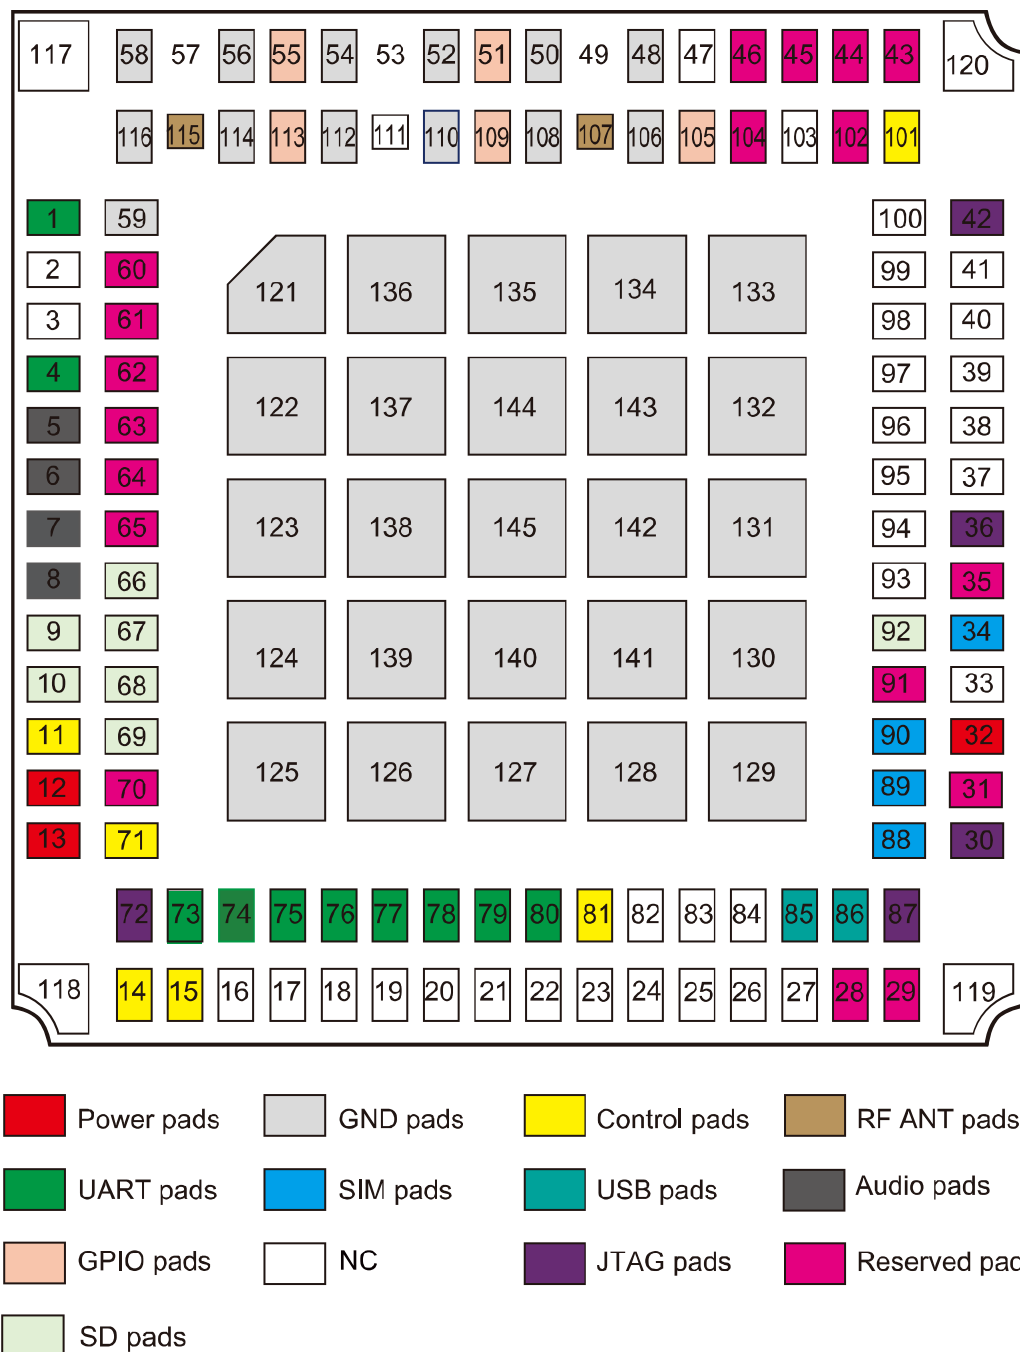 117 58 57 56 55 54 53 52 51 50 49 48 47 46 45 44 43 120
116 115 114 113 112 111 110 109 108 107 106 105 104 103 102 101
1 59 100 42
2 60 99 41
121 136 135 134 133
3 61 98 40
4 62 97 39
122 137 144 143 132
5 63 96 38
6 64 95 37
7 65 123 138 145 142 131 94 36
8 66 93 35
9 67 92 34
124 139 140 141 130
10 68 91 33
11 69 90 32
125 126 127 128 129
12 70 89 31
13 71 88 30
72 73 74 75 76 77 78 79 80 81 82 83 84 85 86 87
118 14 15 16 17 18 19 20 21 22 23 24 25 26 27 28 29 119
Power pads GND pads Control pads RF ANT pads
UART pads SIM pads USB pads Audio pads
GPIO pads NC JTAG pads Reserved pad
SD pads